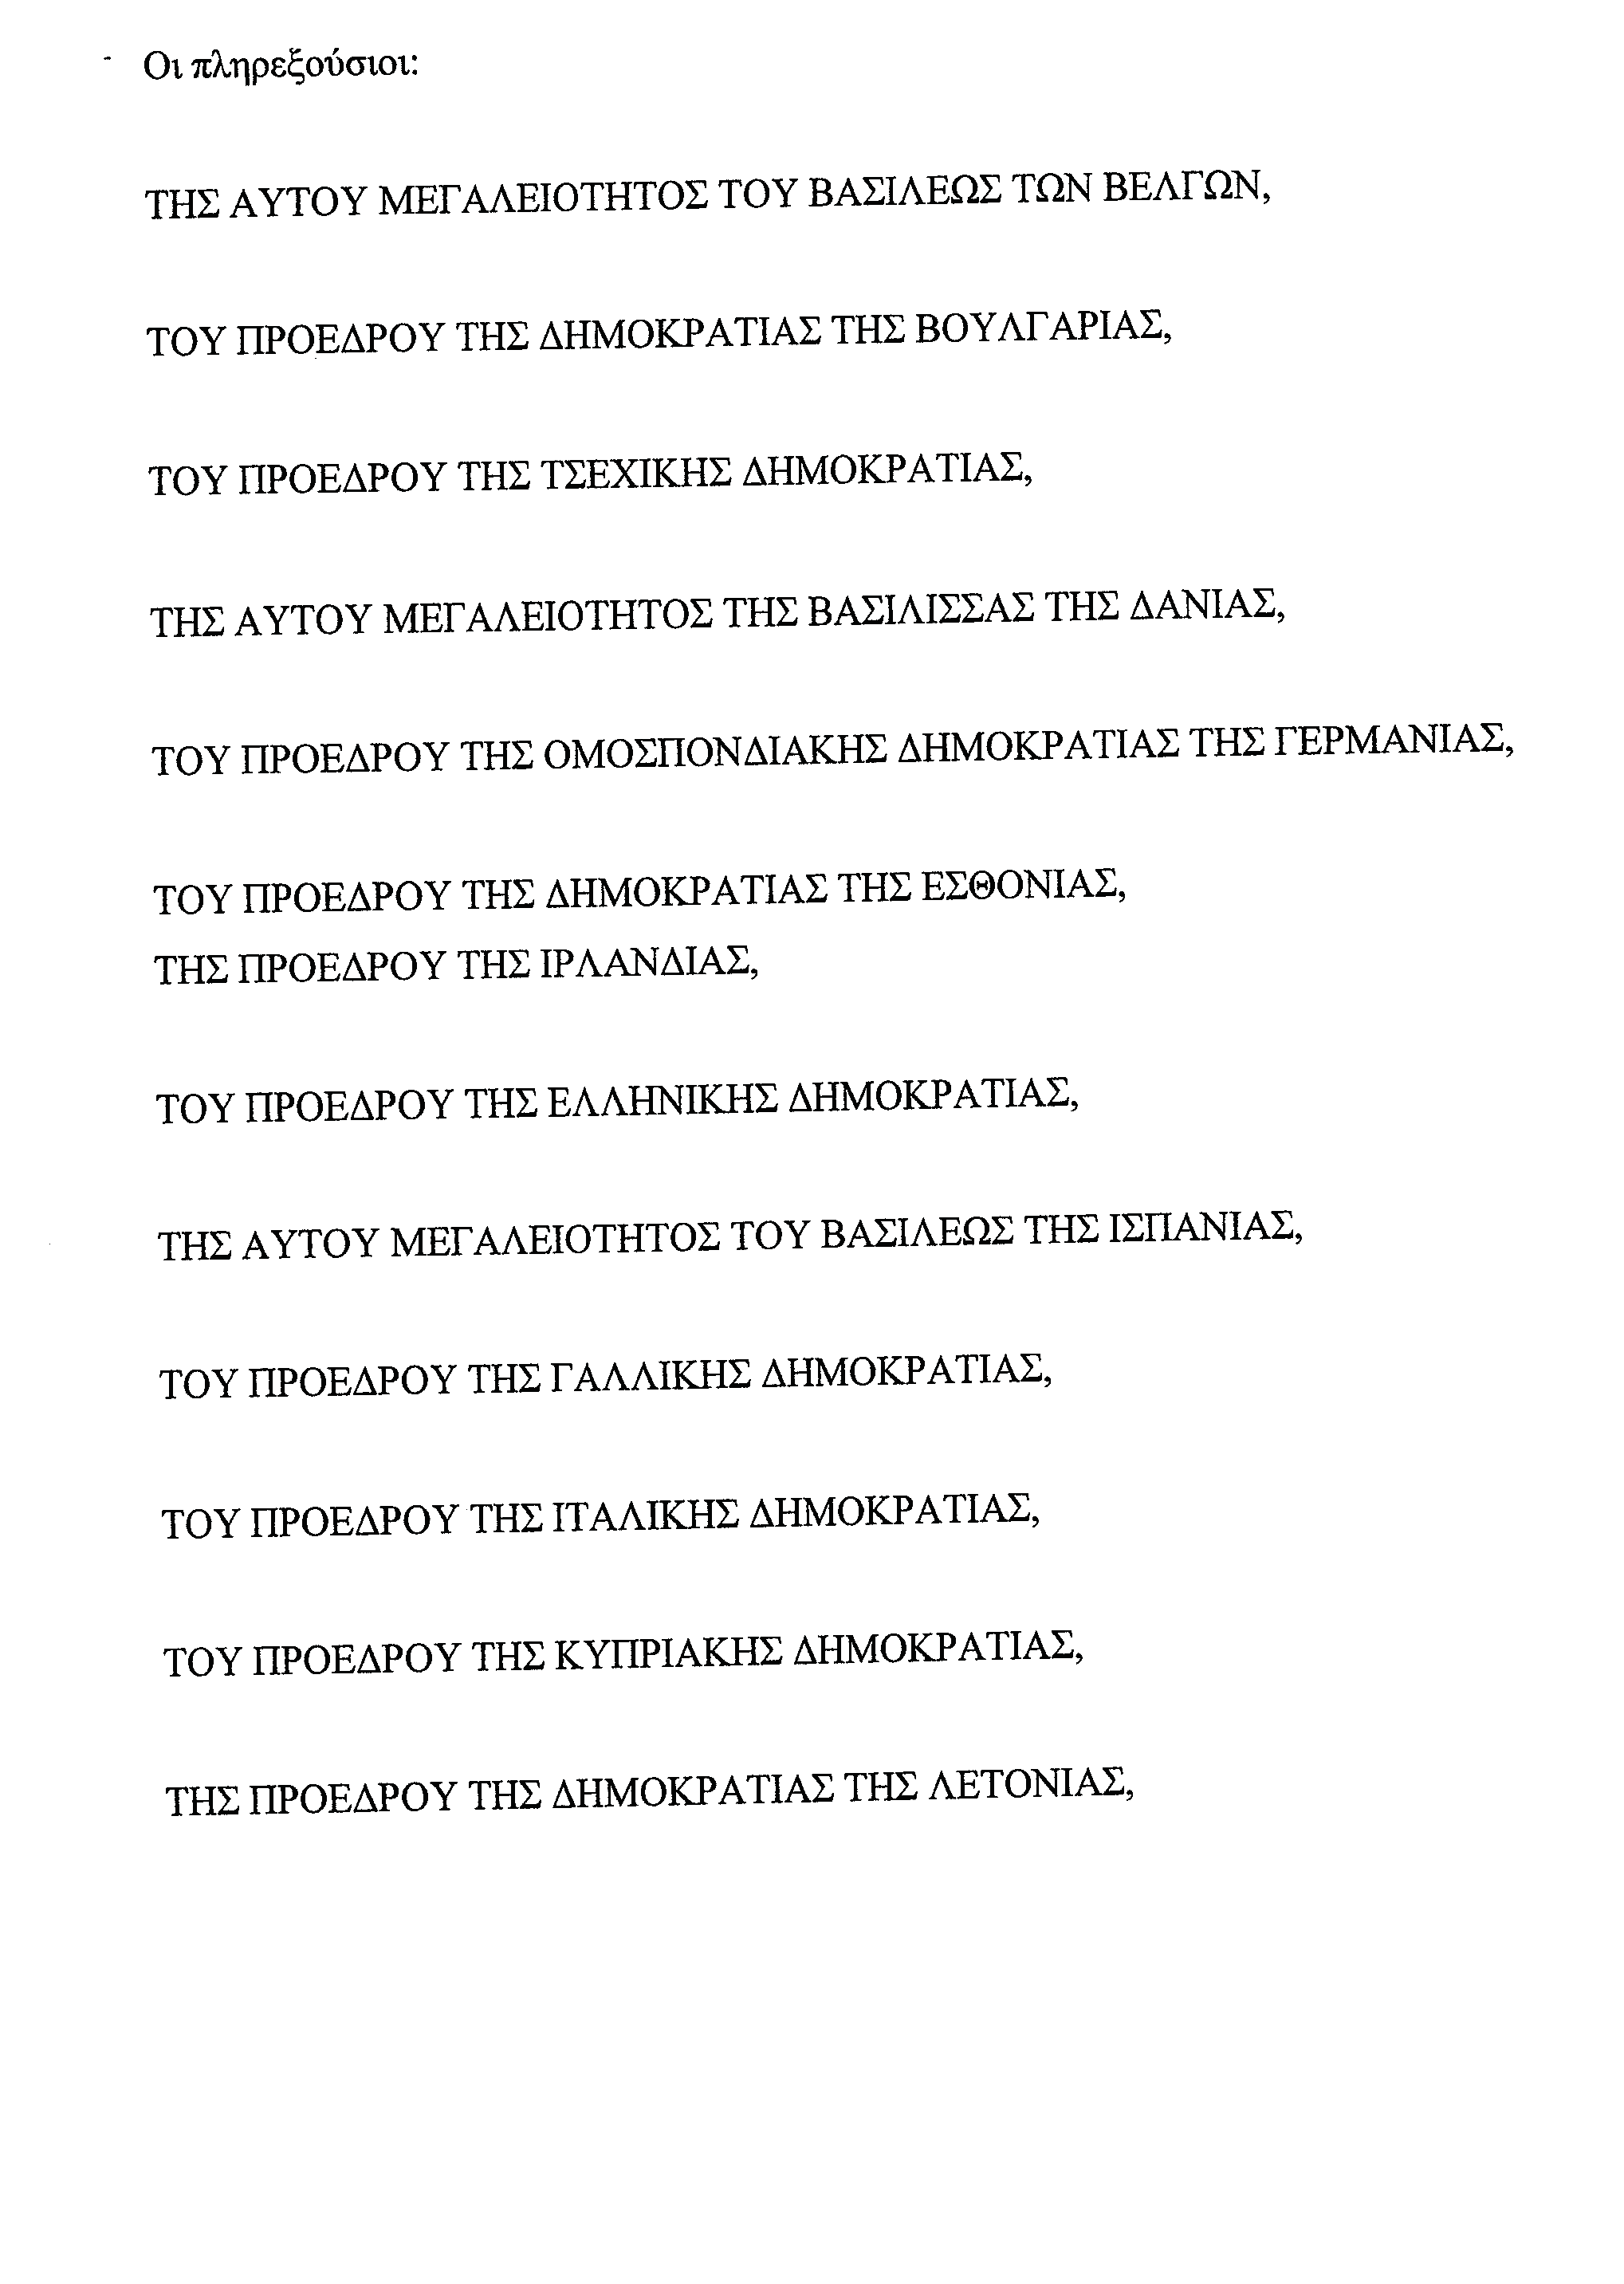 Οι πληρεξούσιοι:
ΤΗΣ ΑΥΤΟΥ ΜΕΓΑΛΕΙΟΤΗΤΟΣ ΤΟΥ ΒΑΣΙΛΕΩΣ ΤΩΝ ΒΕΛΓΩΝ,
ΤΟΥ ΠΡΟΕΔΡΟΥ ΤΗΣ ΔΗΜΟΚΡΑΤΙΑΣ ΤΗΣ ΒΟΥΛΓΑΡΙΑΣ,
ΤΟΥ ΠΡΟΕΔΡΟΥ ΤΗΣ ΤΣΕΧΙΚΗΣ ΔΗΜΟΚΡΑΤΙΑΣ,
ΤΗΣ ΑΥΤΟΥ ΜΕΓΑΛΕΙΟΤΗΤΟΣ ΤΗΣ ΒΑΣΙΛΙΣΣΑΣ ΤΗΣ ΔΑΝΙΑΣ,
ΤΟΥ ΠΡΟΕΔΡΟΥ ΤΗΣ ΟΜΟΣΠΟΝΔΙΑΚΗΣ ΔΗΜΟΚΡΑΤΙΑΣ ΤΗΣ ΓΕΡΜΑΝΙΑΣ,
ΤΟΥ ΠΡΟΕΔΡΟΥ ΤΗΣ ΔΗΜΟΚΡΑΤΙΑΣ ΤΗΣ ΕΣΘΟΝΙΑΣ,
ΤΗΣ ΠΡΟΕΔΡΟΥ ΤΗΣ ΙΡΛΑΝΔΙΑΣ,
ΤΟΥ ΠΡΟΕΔΡΟΥ ΤΗΣ ΕΛΛΗΝΙΚΗΣ ΔΗΜΟΚΡΑΤΙΑΣ,
ΤΗΣ ΑΥΤΟΥ ΜΕΓΑΛΕΙΟΤΗΤΟΣ ΤΟΥ ΒΑΣΙΛΕΩΣ ΤΗΣ ΙΣΠΑΝΙΑΣ,
ΤΟΥ ΠΡΟΕΔΡΟΥ ΤΗΣ ΓΑΛΛΙΚΗΣ ΔΗΜΟΚΡΑΤΙΑΣ,
ΤΟΥ ΠΡΟΕΔΡΟΥ ΤΗΣ ΙΤΑΛΙΚΗΣ ΔΗΜΟΚΡΑΤΙΑΣ,
ΤΟΥ ΠΡΟΕΔΡΟΥ ΤΗΣ ΚΥΠΡΙΑΚΗΣ ΔΗΜΟΚΡΑΤΙΑΣ,
ΤΗΣ ΠΡΟΕΔΡΟΥ ΤΗΣ ΔΗΜΟΚΡΑΤΙΑΣ ΤΗΣ ΛΕΤΟΝΙΑΣ,